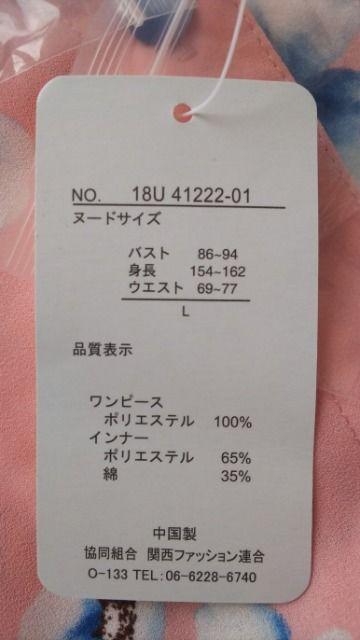 NO. 18U 41222-01
ヌードサイズ
バスト 86~94
身長 154~162
ウエスト 69~77
L
品質表示
ワンピース
ポリエステル 100%
インナー
ポリエステル 65%
綿 35%
中国製
協同組合 関西ファッション連合
O-133 TEL:06-6228-6740